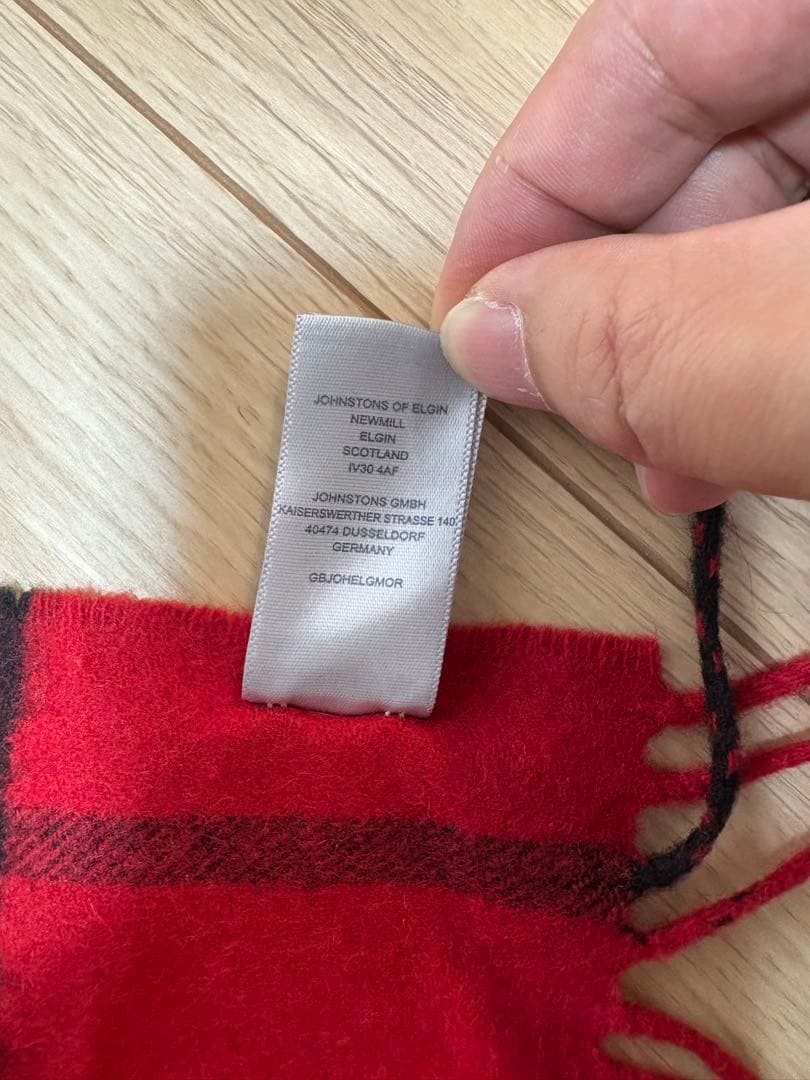 JOHNSTONS OF ELGIN
NEWMILL
ELGIN
SCOTLAND
IV30 4AF
JOHNSTONS GMBH
KAISERSWERTHER STRASSE 140
40474 DUSSELDORF
GERMANY
GBJOHELGMOR